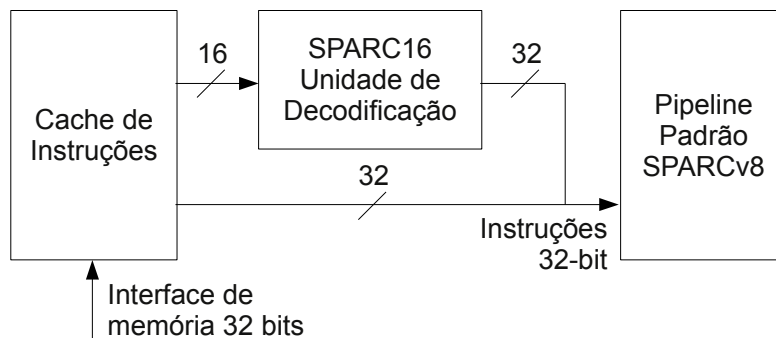 16
SPARC16
Unidade de
Decodificação
32
Cache de
Instruções
Pipeline
Padrão
SPARCv8
32
Instruções
32-bit
Interface de
memória 32 bits